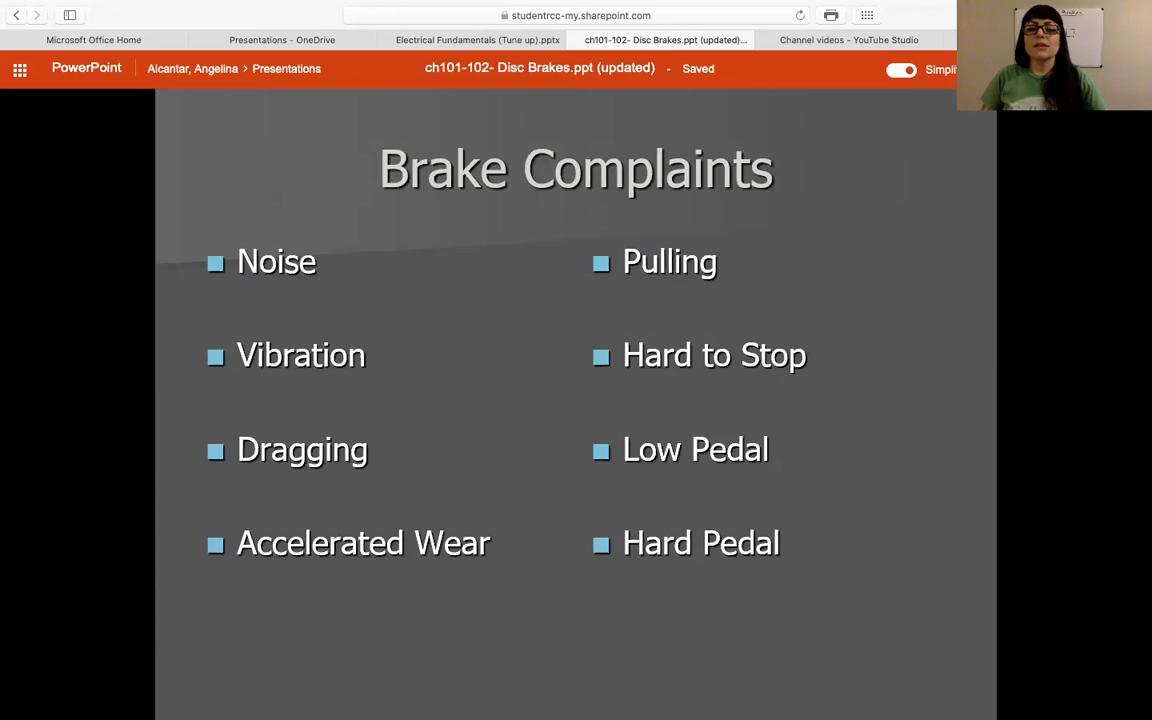 studentrcc-my.sharepoint.com
Microsoft Office Home
Presentations - OneDrive
Electrical Fundamentals (Tune up).pptx
ch101-102- Disc Brakes.ppt (updated)...
Channel videos - YouTube Studio
PowerPoint
Alcantar, Angelina > Presentations
ch101-102- Disc Brakes.ppt (updated) - Saved
Simplif
Brake Complaints
Noise
Vibration
Dragging
Accelerated Wear
Pulling
Hard to Stop
Low Pedal
Hard Pedal